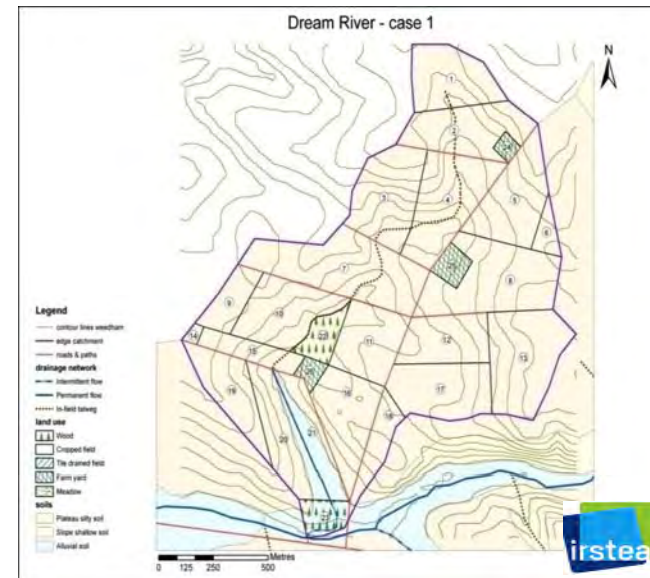 Dream River - case 1
N
1
2
24
3
4
5
6
7
8
9
10
22
11
12
13
14
15
16
17
18
19
20
21
Legend
contour lines weedham
edge catchment
roads & paths
drainage network
Intermittent flow
Permanent flow
In-field talweg
land use
Wood
Cropped field
Tile drained field
Farm yard
Meadow
soils
Plateau silty soil
Slope shallow soil
Alluvial soil
0 125 250 500
Metres
irstea